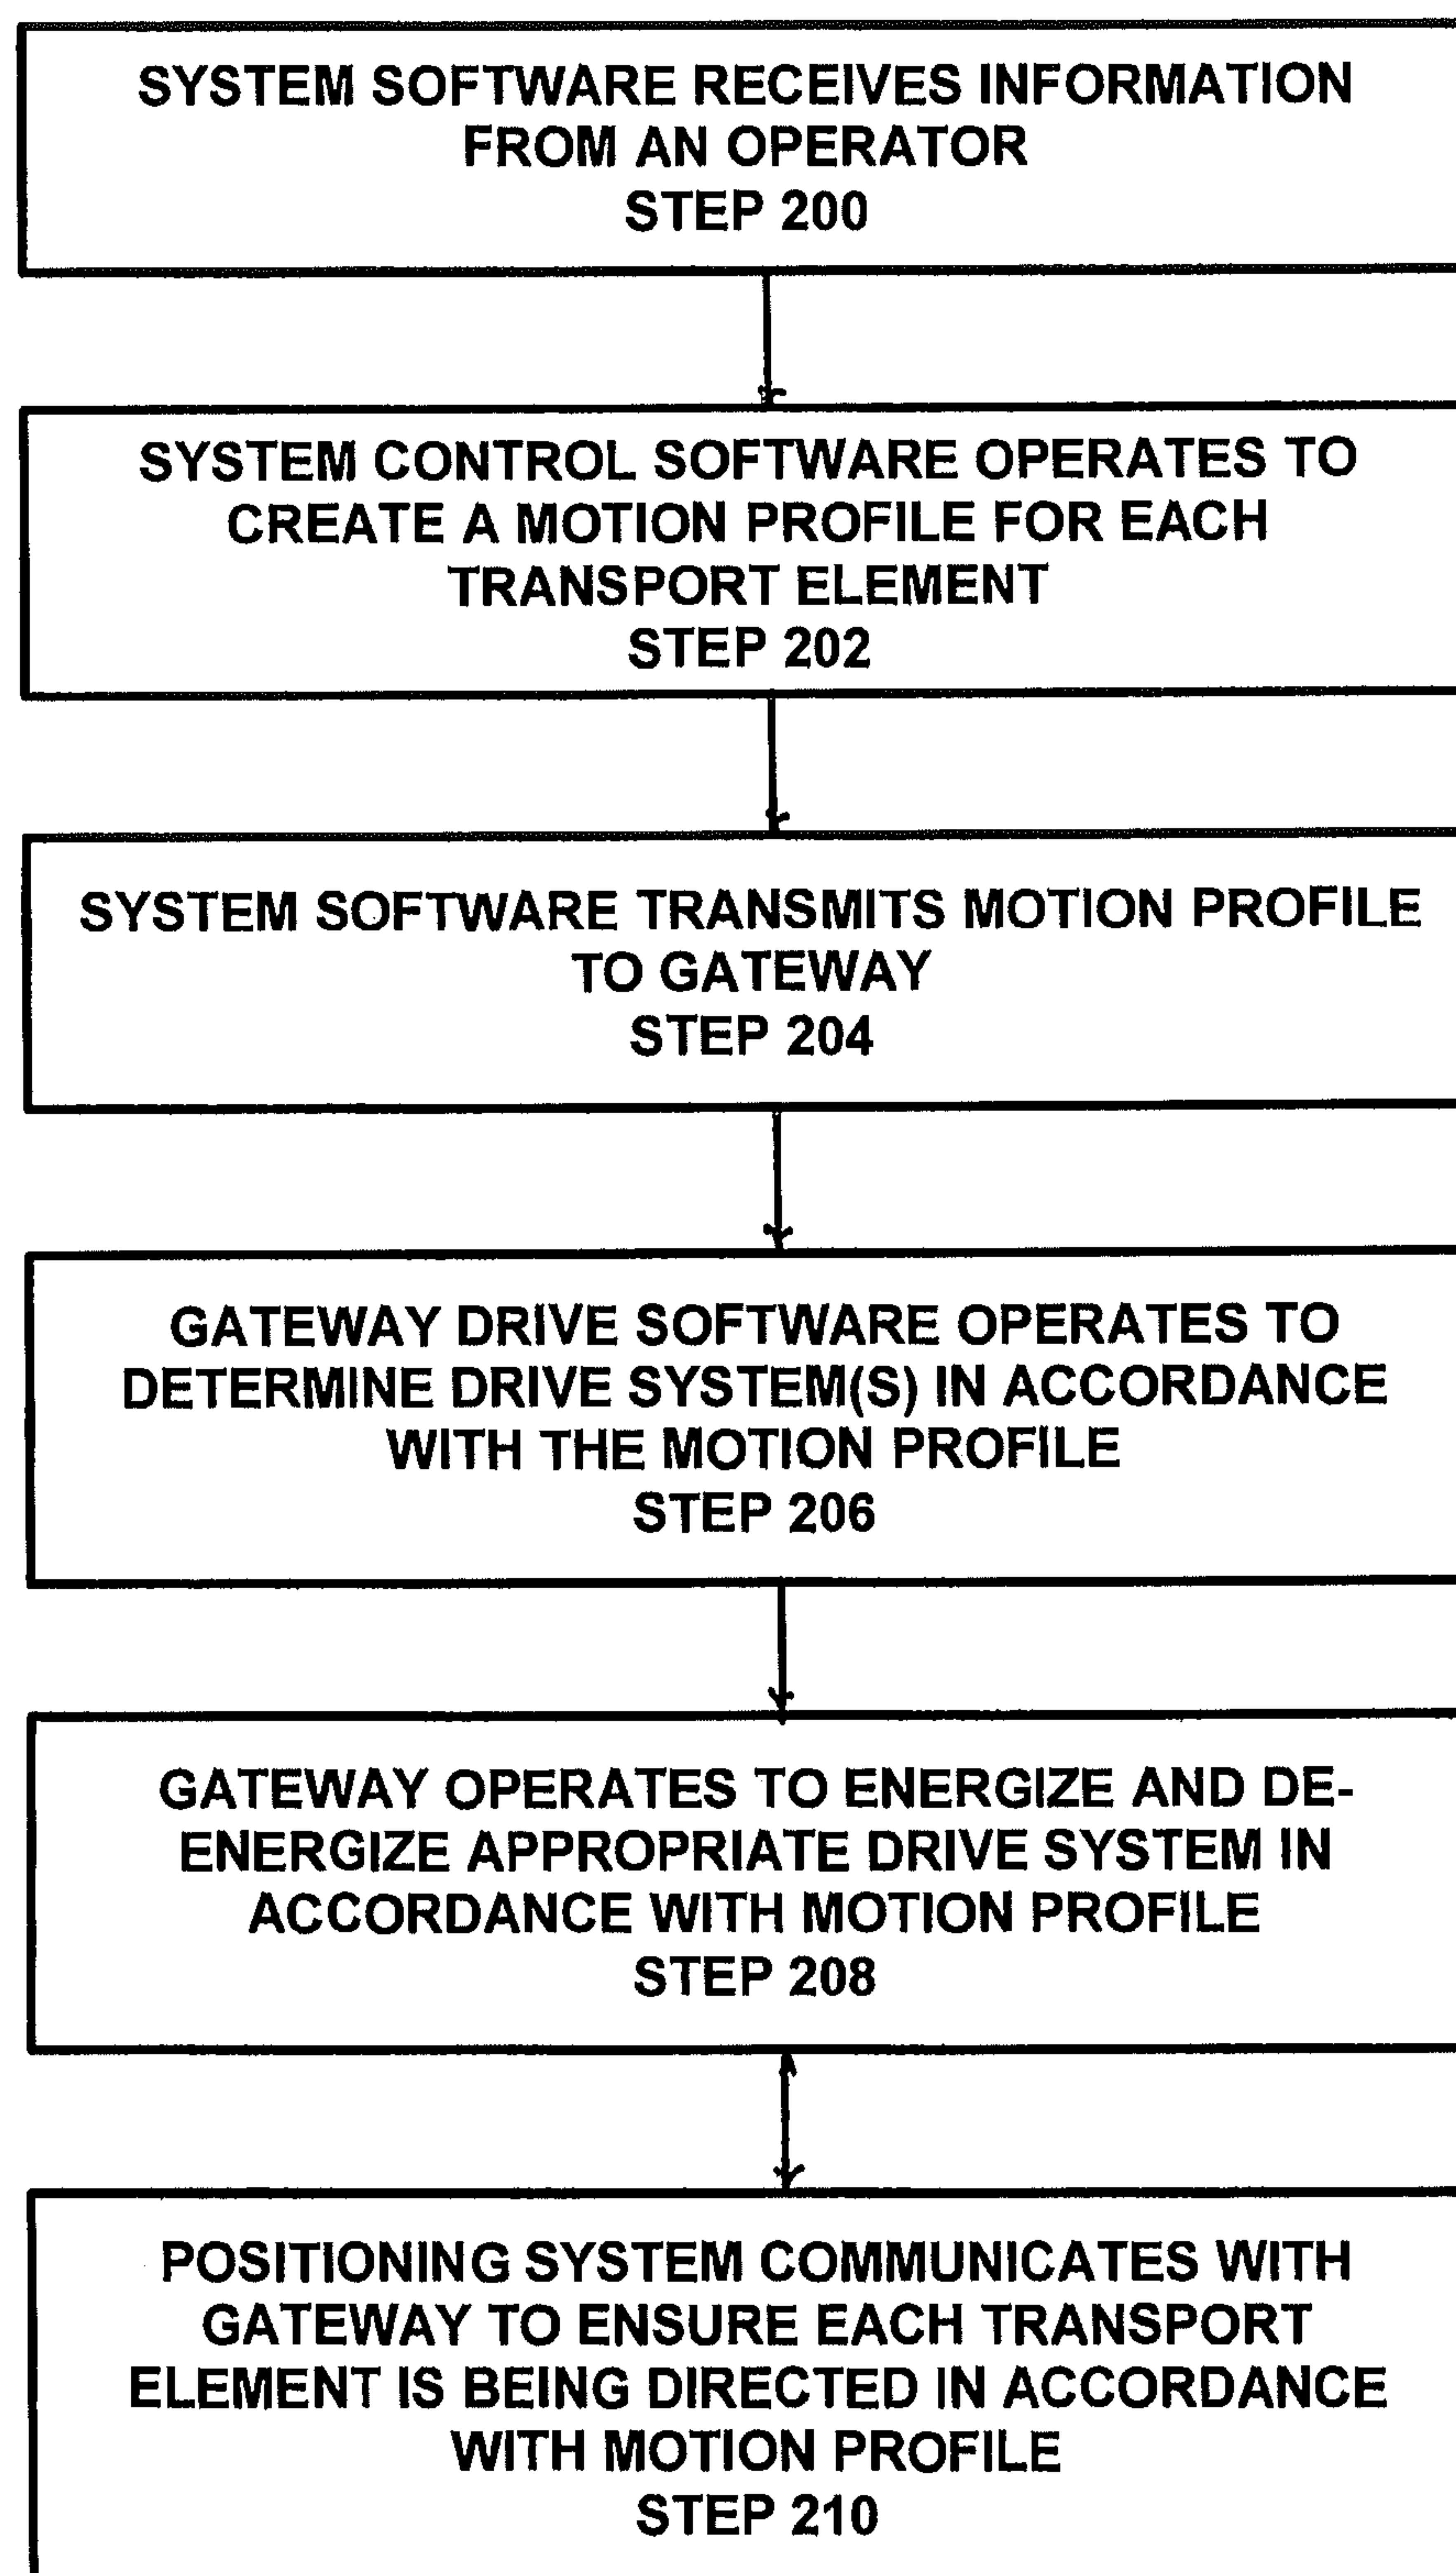 SYSTEM SOFTWARE RECEIVES INFORMATION
FROM AN OPERATOR
STEP 200
SYSTEM CONTROL SOFTWARE OPERATES TO
CREATE A MOTION PROFILE FOR EACH
TRANSPORT ELEMENT
STEP 202
SYSTEM SOFTWARE TRANSMITS MOTION PROFILE
TO GATEWAY
STEP 204
GATEWAY DRIVE SOFTWARE OPERATES TO
DETERMINE DRIVE SYSTEM(S) IN ACCORDANCE
WITH THE MOTION PROFILE
STEP 206
GATEWAY OPERATES TO ENERGIZE AND DE-
ENERGIZE APPROPRIATE DRIVE SYSTEM IN
ACCORDANCE WITH MOTION PROFILE
STEP 208
POSITIONING SYSTEM COMMUNICATES WITH
GATEWAY TO ENSURE EACH TRANSPORT
ELEMENT IS BEING DIRECTED IN ACCORDANCE
WITH MOTION PROFILE
STEP 210